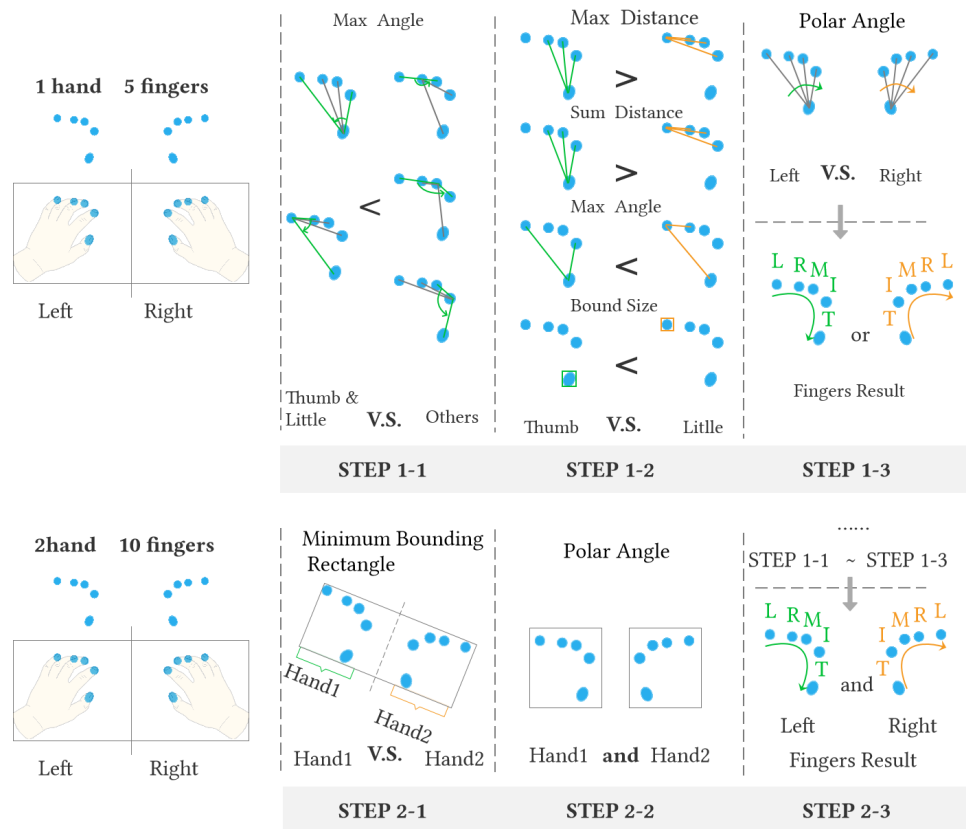 1 hand 5 fingers
Left Right
Max Angle
<
Thumb &
Little V.S. Others
STEP 1-1
Max Distance
>
Sum Distance
>
Max Angle
<
Bound Size
<
Thumb V.S. Litlle
STEP 1-2
Polar Angle
Left V.S. Right
L R M I T
or
I M R L T
Fingers Result
STEP 1-3
2hand 10 fingers
Left Right
Minimum Bounding
Rectangle
Hand1
Hand2
Hand1 V.S. Hand2
STEP 2-1
Polar Angle
Hand1 and Hand2
STEP 2-2
......
STEP 1-1 ~ STEP 1-3
L R M I T
and
I M R L T
Left Right
Fingers Result
STEP 2-3